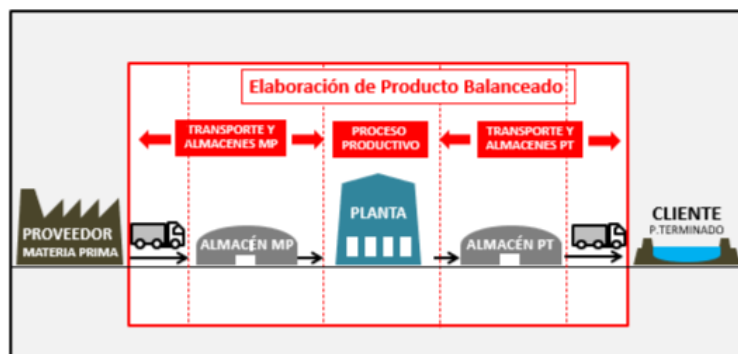 Elaboración de Producto Balanceado
TRANSPORTE Y
ALMACENES MP
PROCESO
PRODUCTIVO
TRANSPORTE Y
ALMACENES PT
PROVEEDOR
MATERIA PRIMA
ALMACÉN MP
PLANTA
ALMACÉN PT
CLIENTE
P.TERMINADO